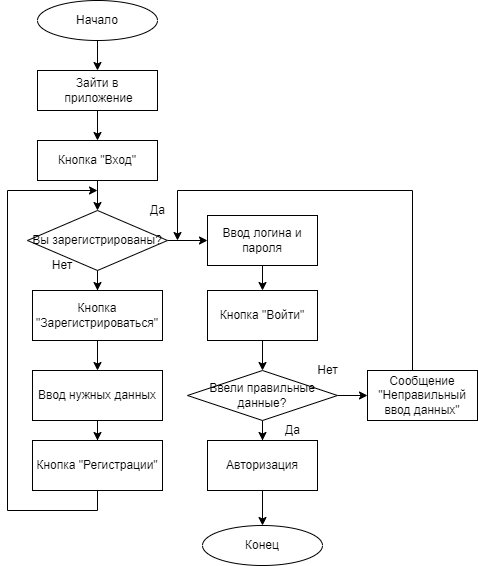 Начало
Зайти в
приложение
Кнопка "Вход"
Вы зарегистрированы?
Да
Нет
Ввод логина и
пароля
Кнопка
"Зарегистрироваться"
Кнопка "Войти"
Ввод нужных данных
Ввели правильные
данные?
Нет
Да
Сообщение
"Неправильный
ввод данных"
Кнопка "Регистрации"
Авторизация
Конец